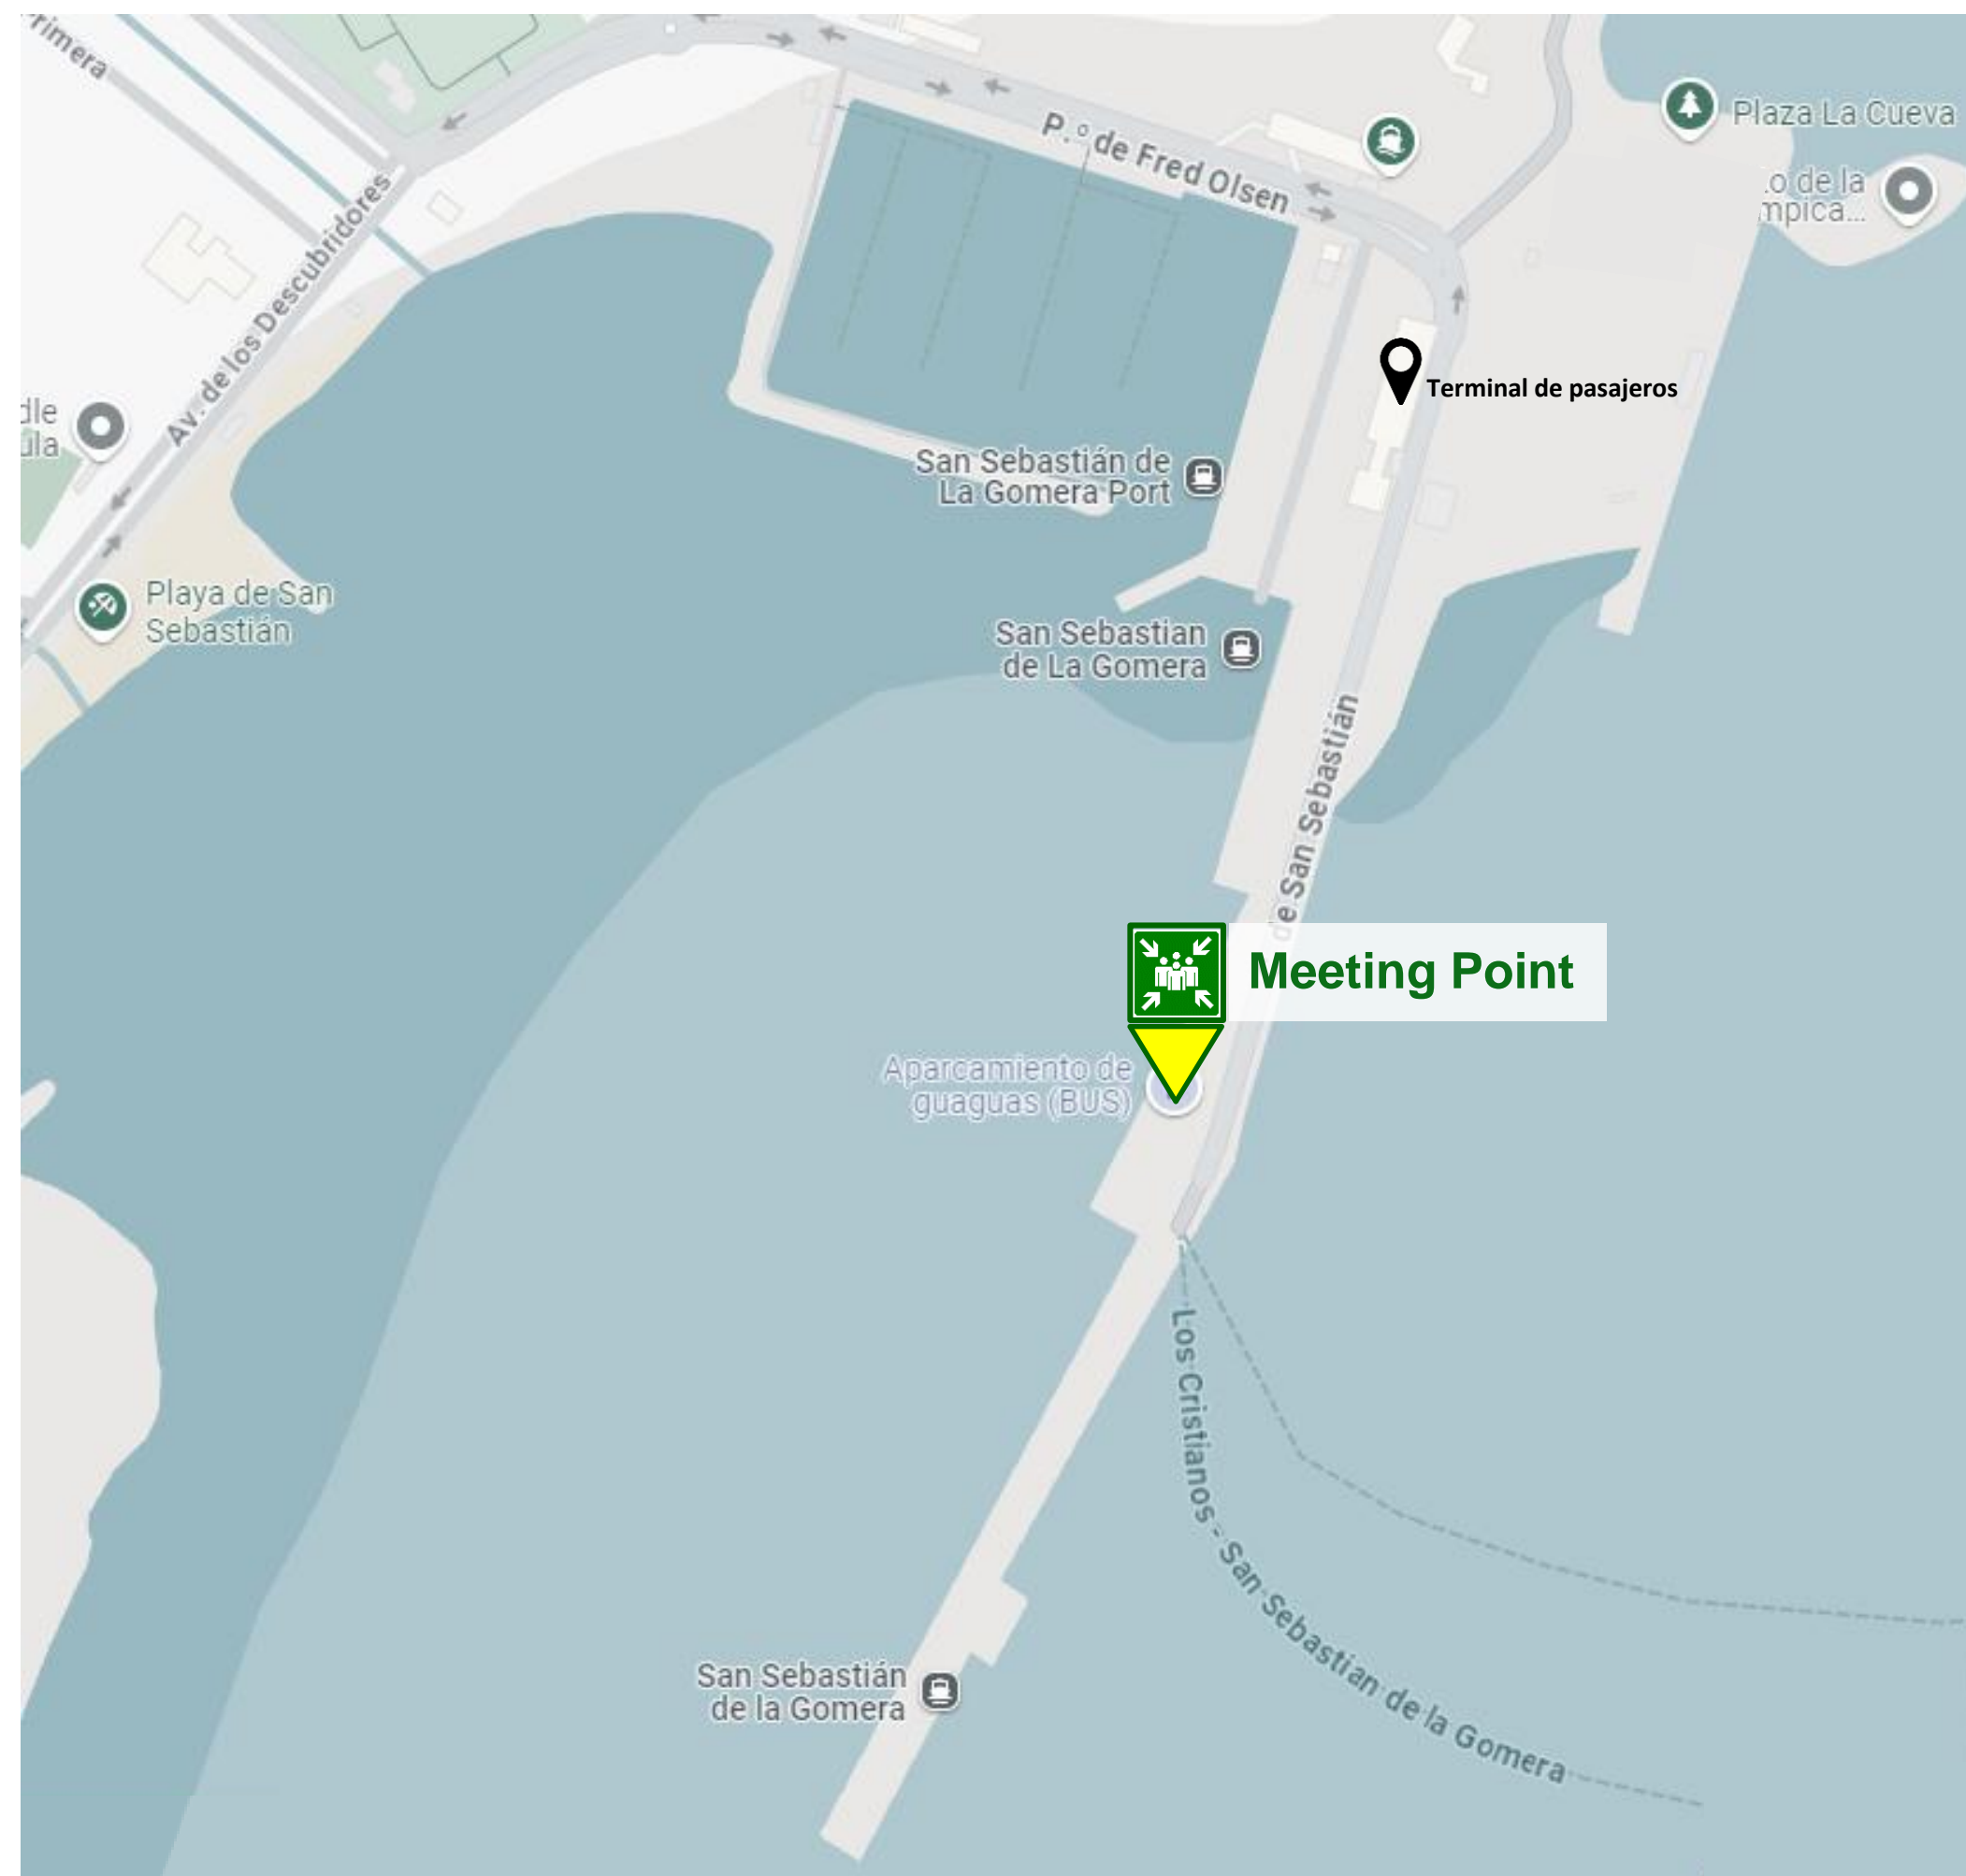 rimera
P.º de Fred Olsen
Plaza La Cueva
.o de la
mpica...
Av. de los Descubridores
Terminal de pasajeros
dle
ula
San Sebastián de
La Gomera Port
Playa de San
Sebastián
San Sebastian
de La Gomera
de San Sebastián
Meeting Point
Aparcamiento de
guaguas (BUS)
Los Cristianos - San Sebastián de la Gomera
San Sebastián
de la Gomera